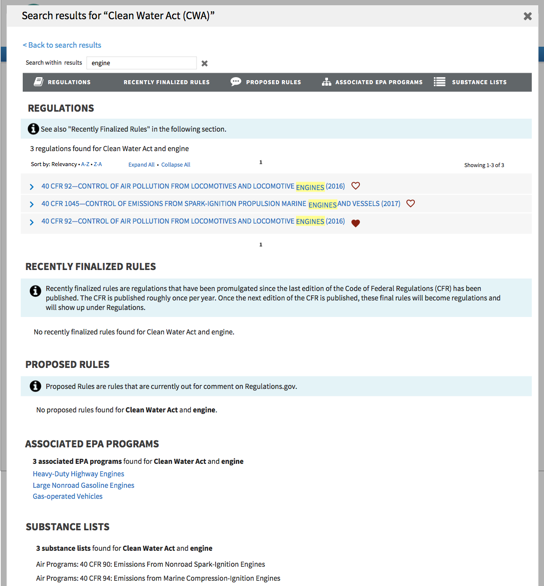 Search results for “Clean Water Act (CWA)”
< Back to search results
Search within results engine
REGULATIONS RECENTLY FINALIZED RULES PROPOSED RULES ASSOCIATED EPA PROGRAMS SUBSTANCE LISTS
REGULATIONS
See also "Recently Finalized Rules" in the following section.
3 regulations found for Clean Water Act and engine
Sort by: Relevancy • A-Z • Z-A Expand All • Collapse All 1 Showing 1-3 of 3
40 CFR 92—CONTROL OF AIR POLLUTION FROM LOCOMOTIVES AND LOCOMOTIVE ENGINES (2016)
40 CFR 1045—CONTROL OF EMISSIONS FROM SPARK-IGNITION PROPULSION MARINE ENGINES AND VESSELS (2017)
40 CFR 92—CONTROL OF AIR POLLUTION FROM LOCOMOTIVES AND LOCOMOTIVE ENGINES (2016)
1
RECENTLY FINALIZED RULES
Recently finalized rules are regulations that have been promulgated since the last edition of the Code of Federal Regulations (CFR) has been
published. The CFR is published roughly once per year. Once the next edition of the CFR is published, these final rules will become regulations and
will show up under Regulations.
No recently finalized rules found for Clean Water Act and engine.
PROPOSED RULES
Proposed Rules are rules that are currently out for comment on Regulations.gov.
No proposed rules found for Clean Water Act and engine.
ASSOCIATED EPA PROGRAMS
3 associated EPA programs found for Clean Water Act and engine
Heavy-Duty Highway Engines
Large Nonroad Gasoline Engines
Gas-operated Vehicles
SUBSTANCE LISTS
3 substance lists found for Clean Water Act and engine
Air Programs: 40 CFR 90: Emissions From Nonroad Spark-Ignition Engines
Air Programs: 40 CFR 94: Emissions from Marine Compression-Ignition Engines